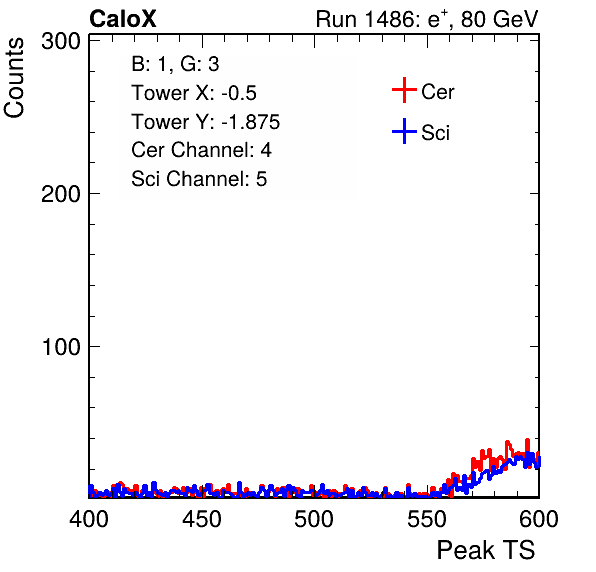 CaloX Run 1486: e⁺, 80 GeV
Counts
B: 1, G: 3
Tower X: -0.5
Tower Y: -1.875
Cer Channel: 4
Sci Channel: 5
Cer
Sci
300
200
100
400 450 500 550 600
Peak TS